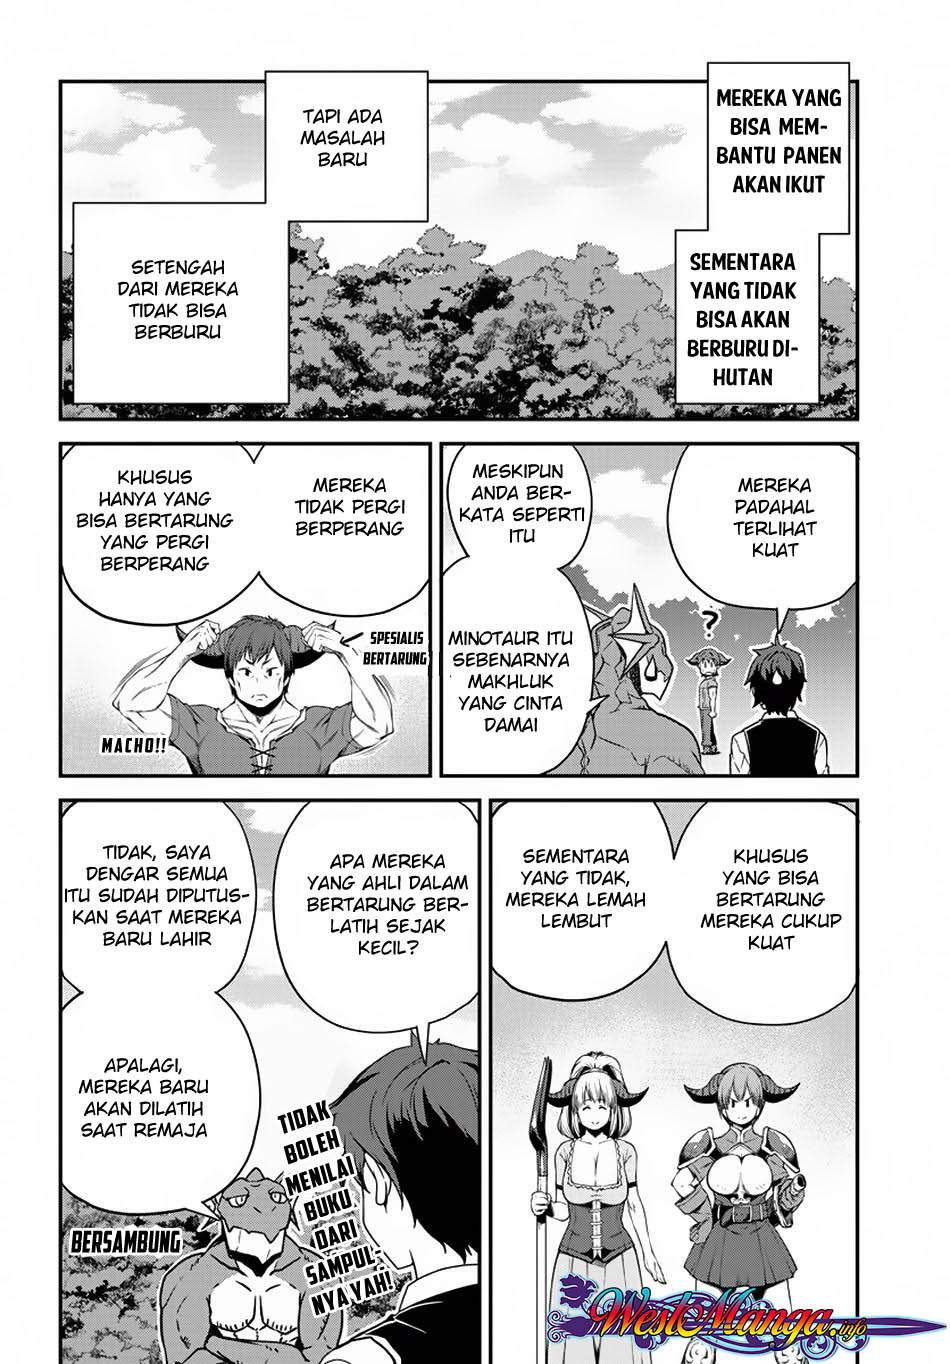 MEREKA YANG
BISA MEM-
BANTU PANEN
AKAN IKUT
SEMENTARA
YANG TIDAK
BISA AKAN
BERBURU DI-
HUTAN
TAPI ADA
MASALAH
BARU
SETENGAH
DARI MEREKA
TIDAK BISA
BERBURU
MEREKA
PADAHAL
TERLIHAT
KUAT
?
MESKIPUN
ANDA BER-
KATA SEPERTI
ITU
MINOTAUR ITU
SEBENARNYA
MAKHLUK
YANG CINTA
DAMAI
MEREKA
TIDAK PERGI
BERPERANG
KHUSUS
HANYA YANG
BISA BERTARUNG
YANG PERGI
BERPERANG
SPESIALIS
BERTARUNG
MACHO!!
KHUSUS
YANG BISA
BERTARUNG
MEREKA CUKUP
KUAT
SEMENTARA
YANG TIDAK,
MEREKA LEMAH
LEMBUT
APA MEREKA
YANG AHLI DALAM
BERTARUNG BER-
LATIH SEJAK
KECIL?
TIDAK, SAYA
DENGAR SEMUA
ITU SUDAH DIPUTUS-
KAN SAAT MEREKA
BARU LAHIR
APALAGI,
MEREKA BARU
AKAN DILATIH
SAAT REMAJA
TIDAK
BOLEH
MENILAI
BUKU
DARI
SAMPUL-
NYA YAH!
BERSAMBUNG
WestManga.info